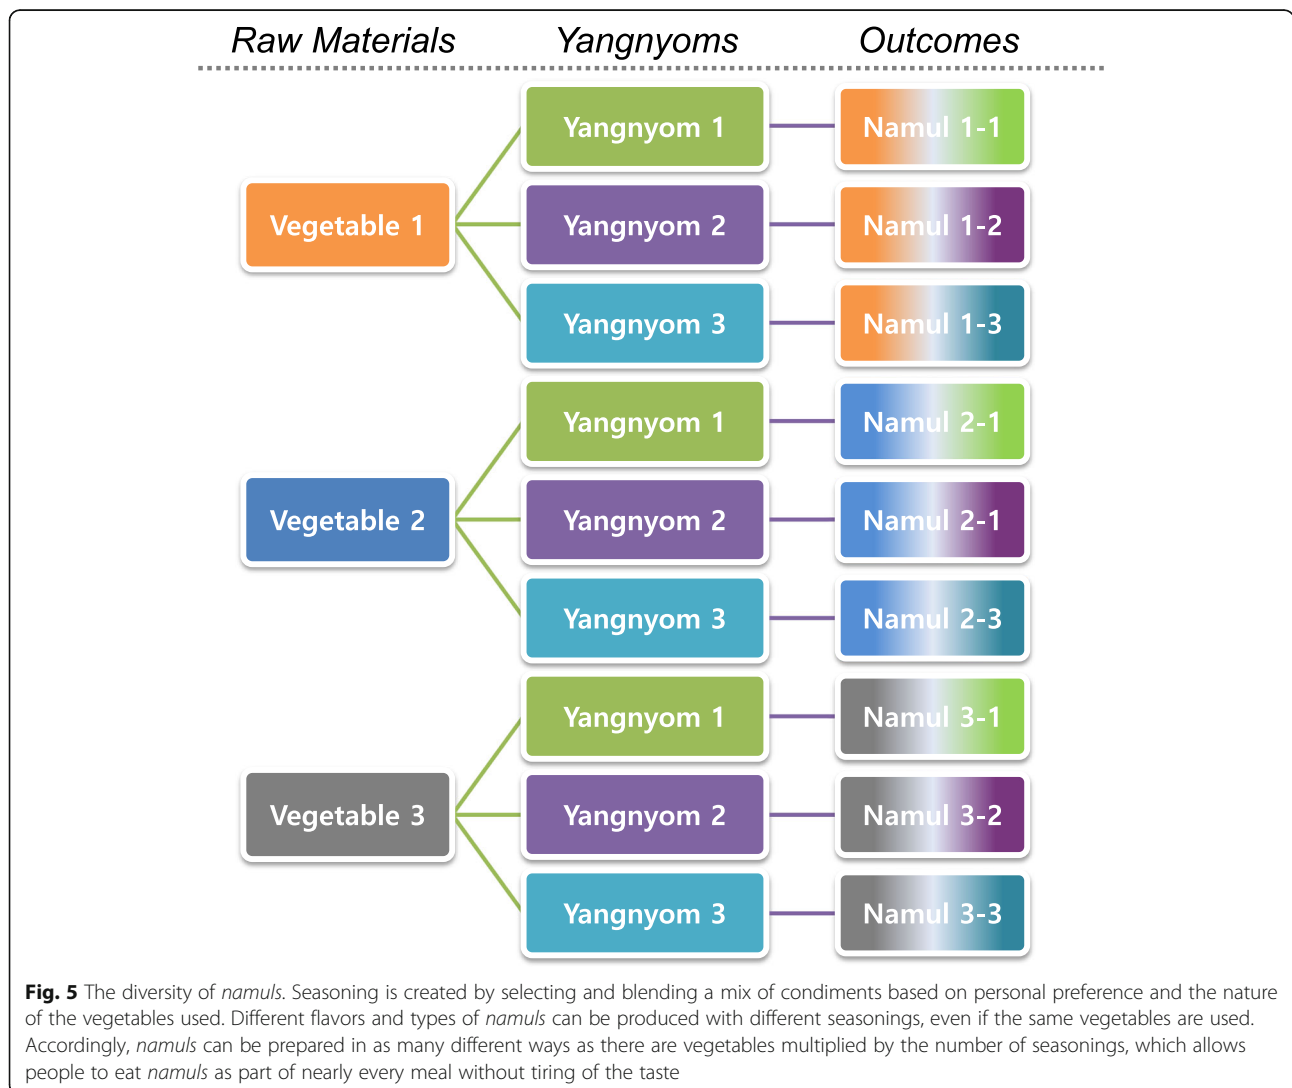 Raw Materials Yangnyoms Outcomes
Yangnyom 1 Namul 1-1
Vegetable 1 Yangnyom 2 Namul 1-2
Yangnyom 3 Namul 1-3
Yangnyom 1 Namul 2-1
Vegetable 2 Yangnyom 2 Namul 2-1
Yangnyom 3 Namul 2-3
Yangnyom 1 Namul 3-1
Vegetable 3 Yangnyom 2 Namul 3-2
Yangnyom 3 Namul 3-3
Fig. 5 The diversity of namuls. Seasoning is created by selecting and blending a mix of condiments based on personal preference and the nature
of the vegetables used. Different flavors and types of namuls can be produced with different seasonings, even if the same vegetables are used.
Accordingly, namuls can be prepared in as many different ways as there are vegetables multiplied by the number of seasonings, which allows
people to eat namuls as part of nearly every meal without tiring of the taste